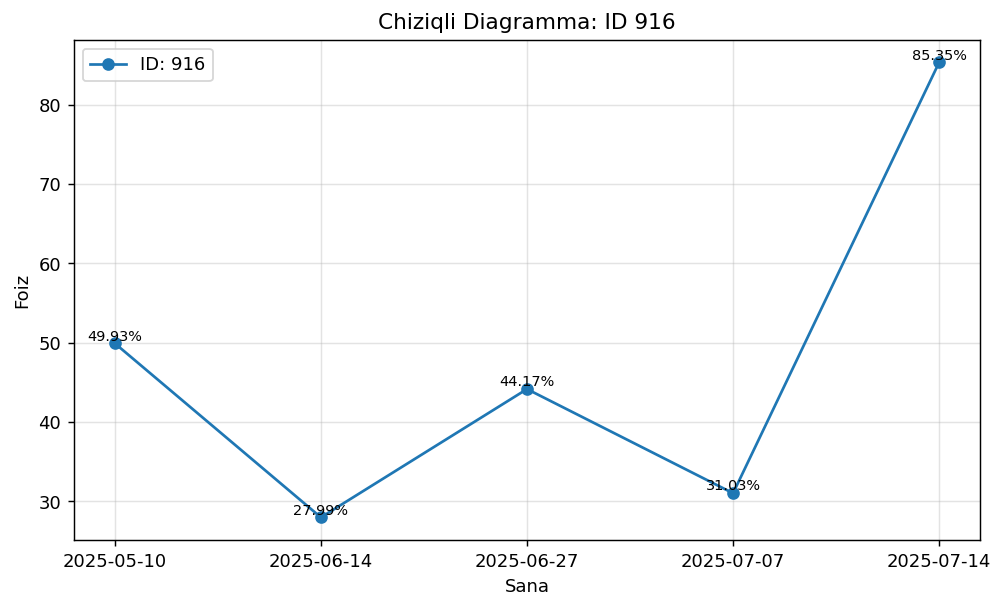 Chiziqli Diagramma: ID 916
ID: 916
85.35%
80
70
60
Foiz
50
49.93%
44.17%
40
31.03%
30
27.99%
2025-05-10 2025-06-14 2025-06-27 2025-07-07 2025-07-14
Sana